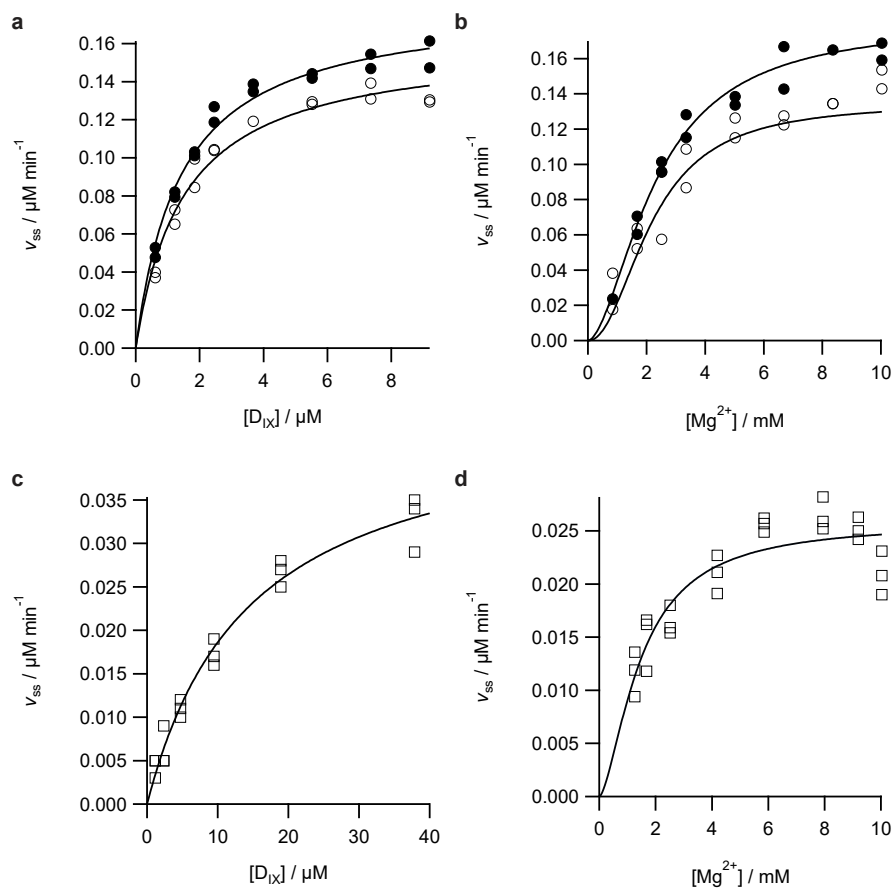 a
0.16
0.14
0.12
0.10
0.08
0.06
0.04
0.02
0.00
v_ss / µM min⁻¹
0 2 4 6 8
[D_IX] / µM
b
0.16
0.14
0.12
0.10
0.08
0.06
0.04
0.02
0.00
v_ss / µM min⁻¹
0 2 4 6 8 10
[Mg²⁺] / mM
c
0.035
0.030
0.025
0.020
0.015
0.010
0.005
0.000
v_ss / µM min⁻¹
0 10 20 30 40
[D_IX] / µM
d
0.025
0.020
0.015
0.010
0.005
0.000
v_ss / µM min⁻¹
0 2 4 6 8 10
[Mg²⁺] / mM